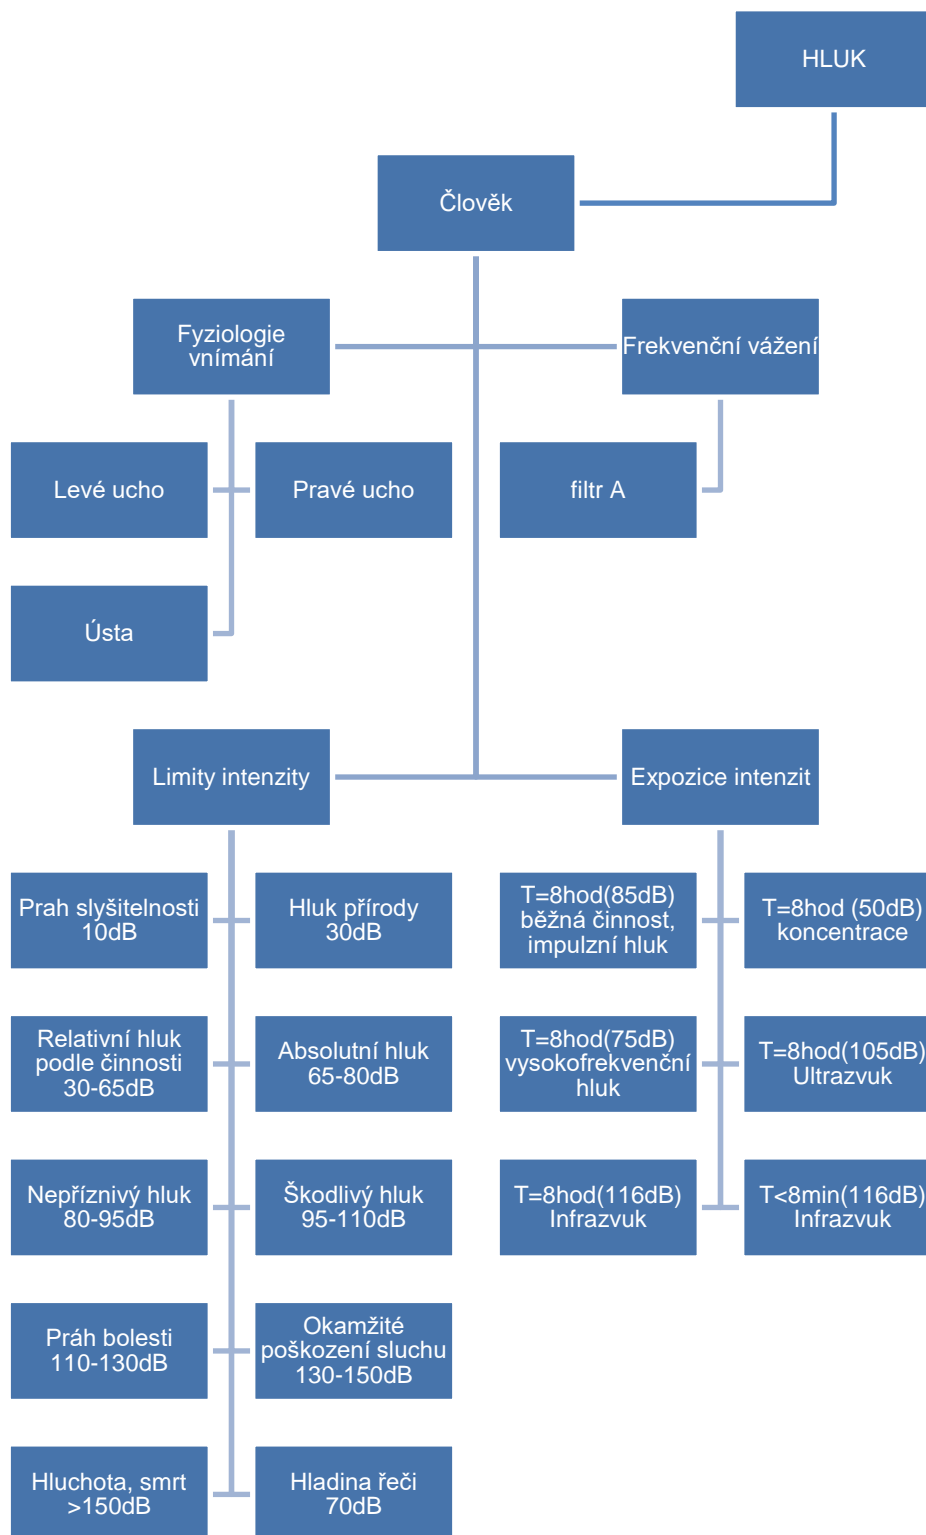 HLUK
Člověk
Fyziologie
vnímání
Frekvenční vážení
Levé ucho
Pravé ucho
filtr A
Ústa
Limity intenzity
Expozice intenzit
Prah slyšitelnosti
10dB
Hluk přírody
30dB
T=8hod(85dB)
běžná činnost,
impulzní hluk
T=8hod (50dB)
koncentrace
Relativní hluk
podle činnosti
30-65dB
Absolutní hluk
65-80dB
T=8hod(75dB)
vysokofrekvenční
hluk
T=8hod(105dB)
Ultrazvuk
Nepříznivý hluk
80-95dB
Škodlivý hluk
95-110dB
T=8hod(116dB)
Infrazvuk
T<8min(116dB)
Infrazvuk
Práh bolesti
110-130dB
Okamžité
poškození sluchu
130-150dB
Hluchota, smrt
>150dB
Hladina řeči
70dB